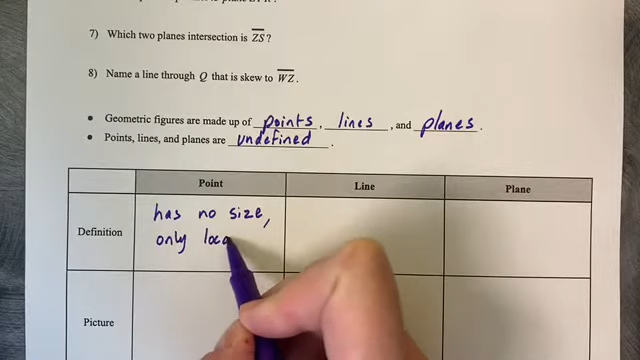 7) Which two planes intersection is ZS?
8) Name a line through Q that is skew to WZ.
• Geometric figures are made up of points, lines, and planes.
• Points, lines, and planes are undefined.
Point Line Plane
Definition has no size,
only loca
Picture